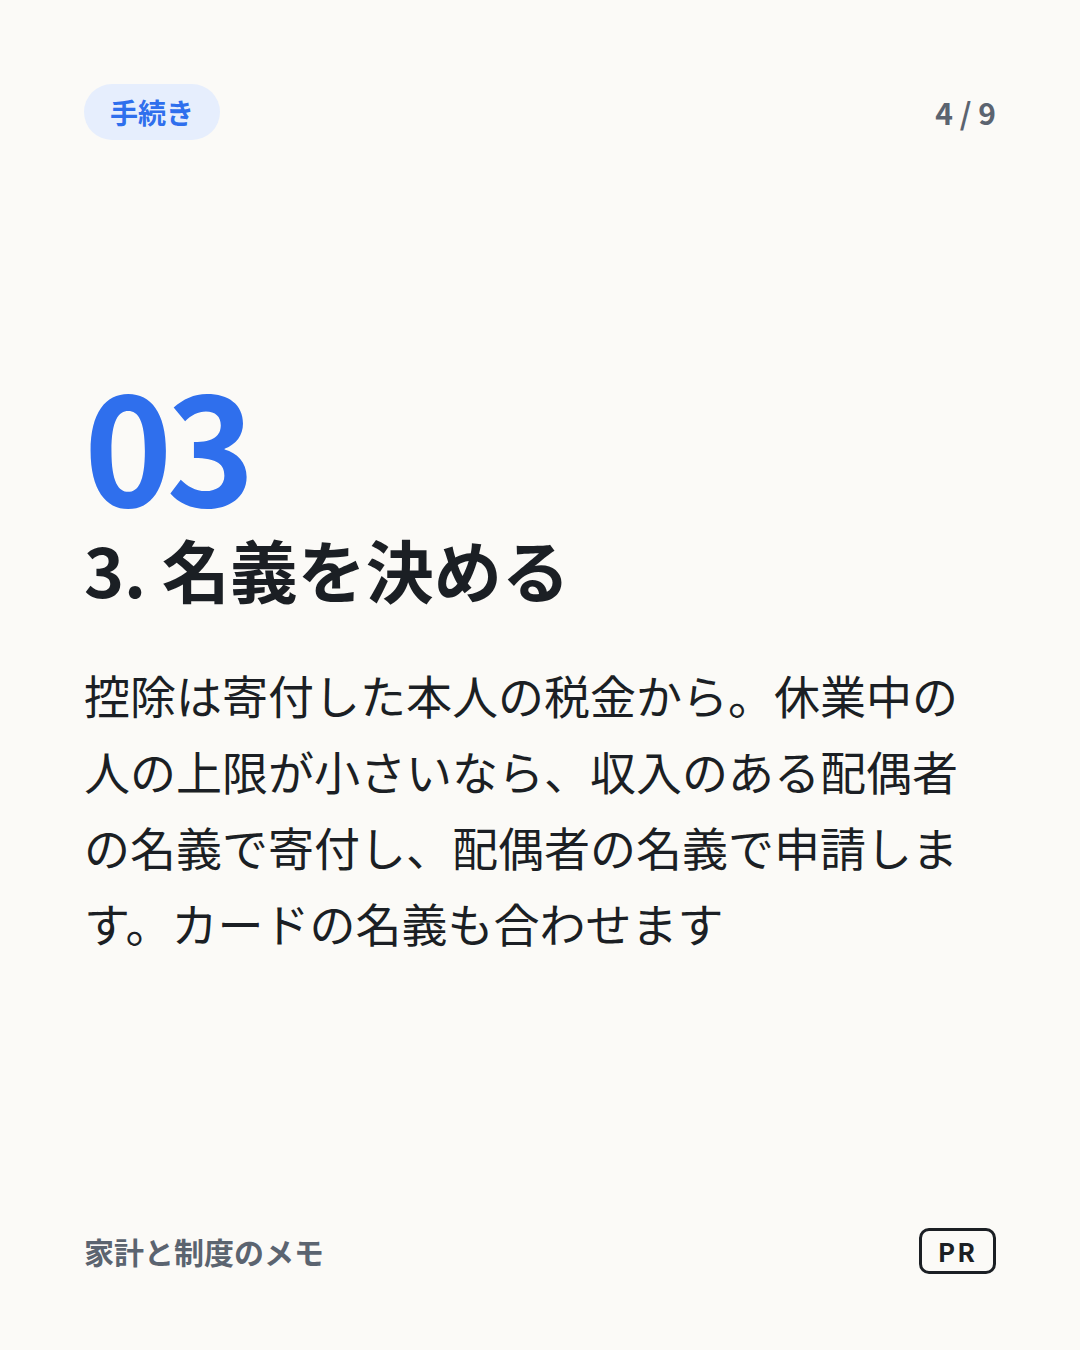 手続き
4 / 9
03
3. 名義を決める
控除は寄付した本人の税金から。休業中の
人の上限が小さいなら、収入のある配偶者
の名義で寄付し、配偶者の名義で申請しま
す。カードの名義も合わせます
家計と制度のメモ
PR